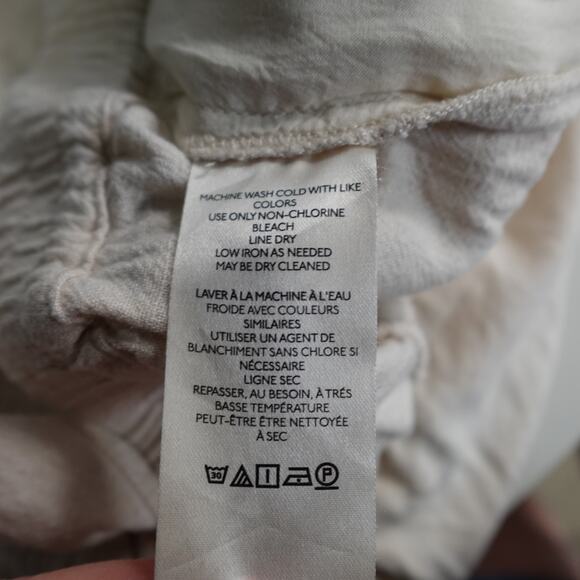 MACHINE WASH COLD WITH LIKE
COLORS
USE ONLY NON-CHLORINE
BLEACH
LINE DRY
LOW IRON AS NEEDED
MAY BE DRY CLEANED
LAVER À LA MACHINE À L'EAU
FROIDE AVEC COULEURS
SIMILAIRES
UTILISER UN AGENT DE
BLANCHIMENT SANS CHLORE SI
NÉCESSAIRE
LIGNE SEC
REPASSER, AU BESOIN, À TRÉS
BASSE TEMPÉRATURE
PEUT-ÊTRE ÊTRE NETTOYÉE
À SEC
30 P